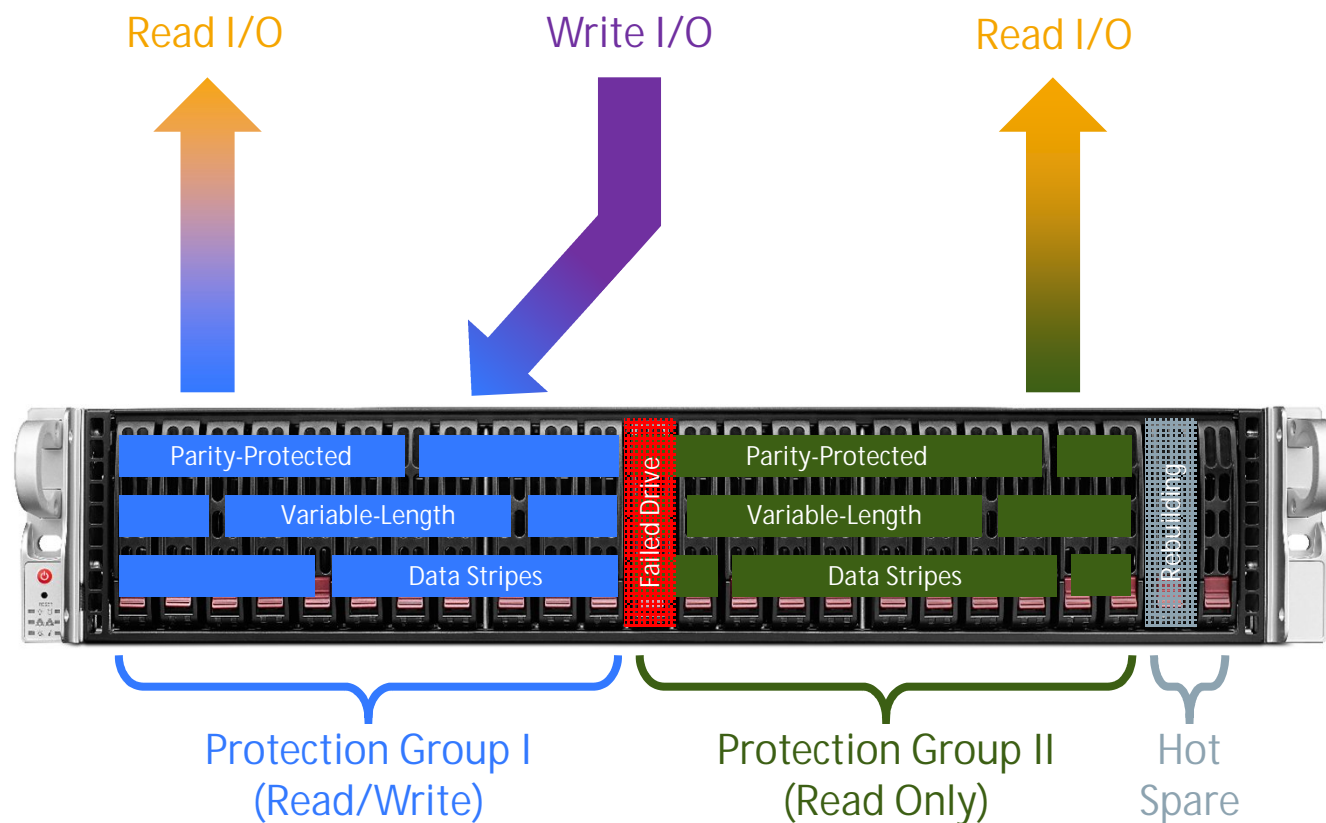 Read I/O
Write I/O
Read I/O
Parity-Protected
Variable-Length
Data Stripes
Failed Drive
Parity-Protected
Variable-Length
Data Stripes
Rebuilding
RESET
Protection Group I
(Read/Write)
Protection Group II
(Read Only)
Hot
Spare